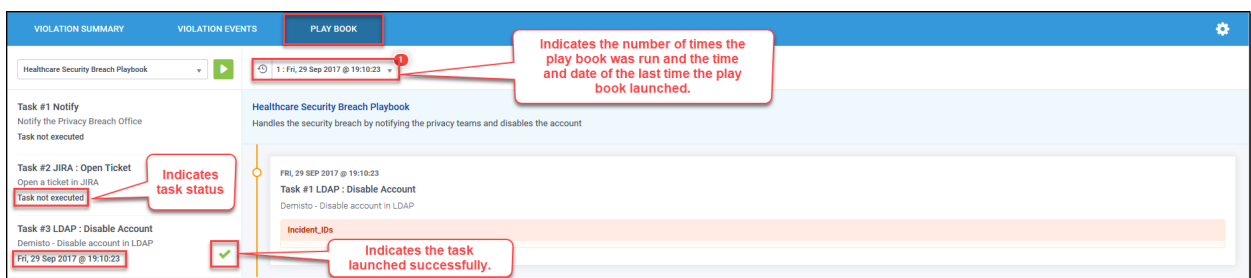 VIOLATION SUMMARY
VIOLATION EVENTS
PLAY BOOK
Indicates the number of times the
play book was run and the time
and date of the last time the play
book launched.
Healthcare Security Breach Playbook
1 : Fri, 29 Sep 2017 @ 19:10:23
1
Task #1 Notify
Notify the Privacy Breach Office
Task not executed
Healthcare Security Breach Playbook
Handles the security breach by notifying the privacy teams and disables the account
Task #2 JIRA : Open Ticket
Open a ticket in JIRA
Task not executed
Indicates
task status
FRI, 29 SEP 2017 @ 19:10:23
Task #1 LDAP : Disable Account
Demisto - Disable account in LDAP
Incident_IDs
Task #3 LDAP : Disable Account
Demisto - Disable account in LDAP
Fri, 29 Sep 2017 @ 19:10:23
Indicates the task
launched successfully.